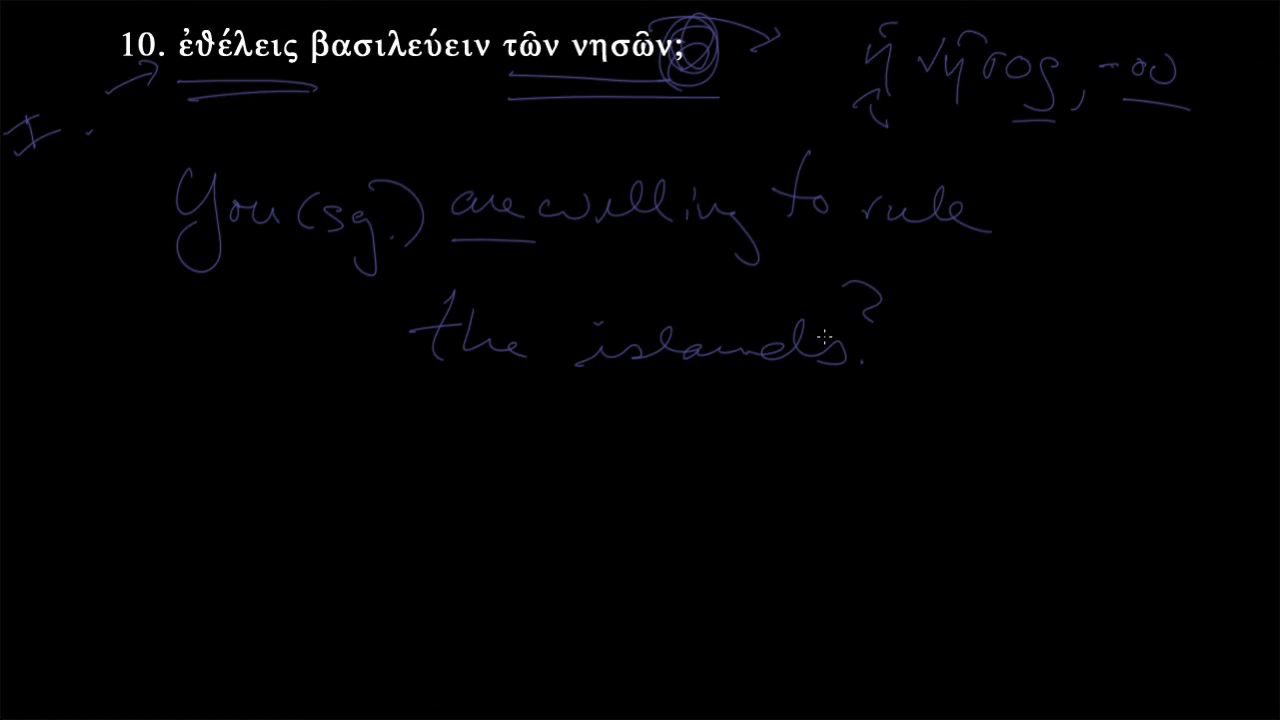 10. ἐθέλεις βασιλεύειν τῶν νησῶν;
ἡ νῆσος, -ου
You (sg.) are willing to rule
the islands?